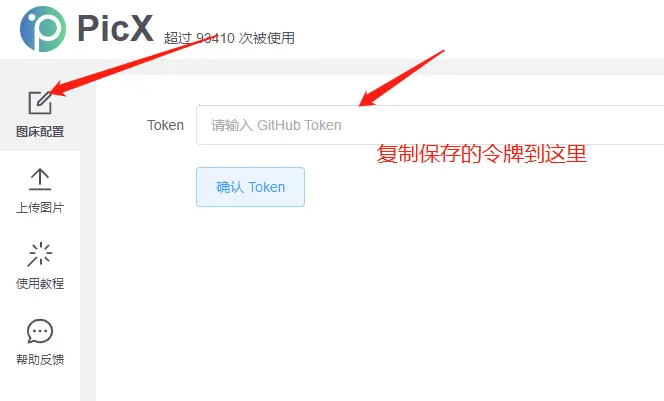 PicX 超过 93410 次被使用
图床配置
Token 请输入 GitHub Token
复制保存的令牌到这里
确认 Token
上传图片
使用教程
帮助反馈